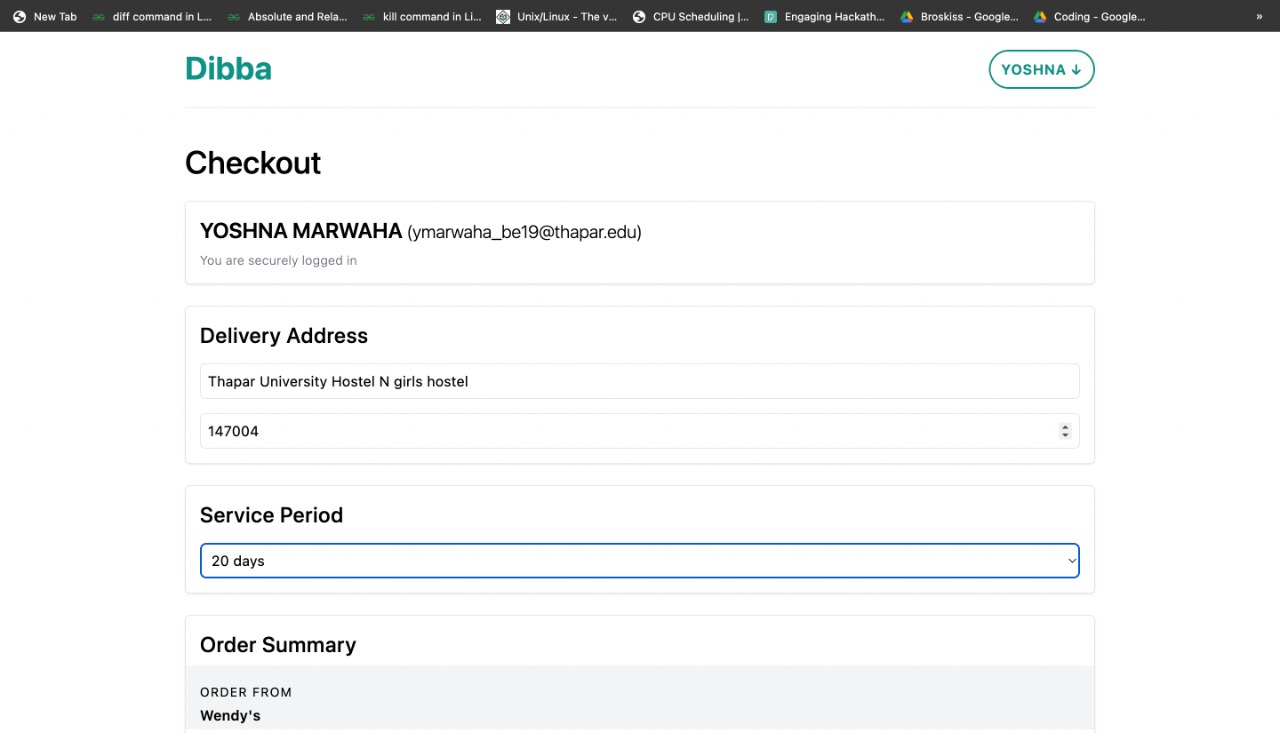 New Tab diff command in L... Absolute and Rela... kill command in Li... Unix/Linux - The v... CPU Scheduling |... Engaging Hackath... Broskiss - Google... Coding - Google... »
Dibba
YOSHNA ↓
Checkout
YOSHNA MARWAHA (ymarwaha_be19@thapar.edu)
You are securely logged in
Delivery Address
Thapar University Hostel N girls hostel
147004
Service Period
20 days
Order Summary
ORDER FROM
Wendy's